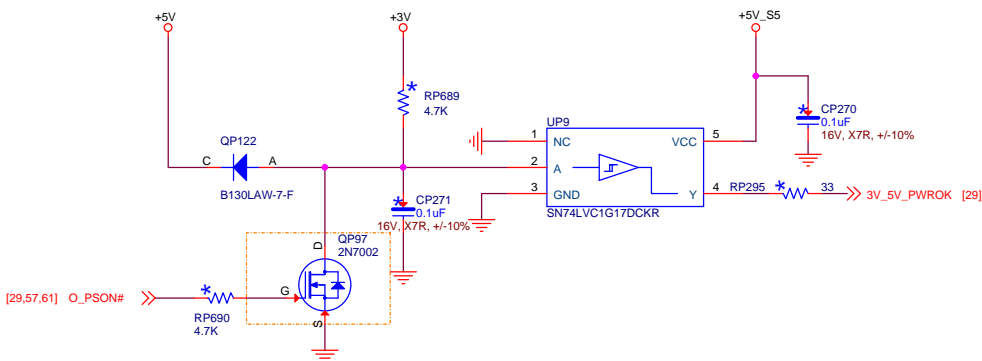 +5V
+3V
+5V_S5
*
RP689
4.7K
*
CP270
0.1uF
16V, X7R, +/-10%
QP122
C
A
B130LAW-7-F
UP9
1
NC
VCC
5
2
A
3
GND
Y
4
SN74LVC1G17DCKR
RP295
*
33
3V_5V_PWROK [29]
*
CP271
0.1uF
16V, X7R, +/-10%
D
QP97
2N7002
G
S
[29,57,61] O_PSON#
*
RP690
4.7K